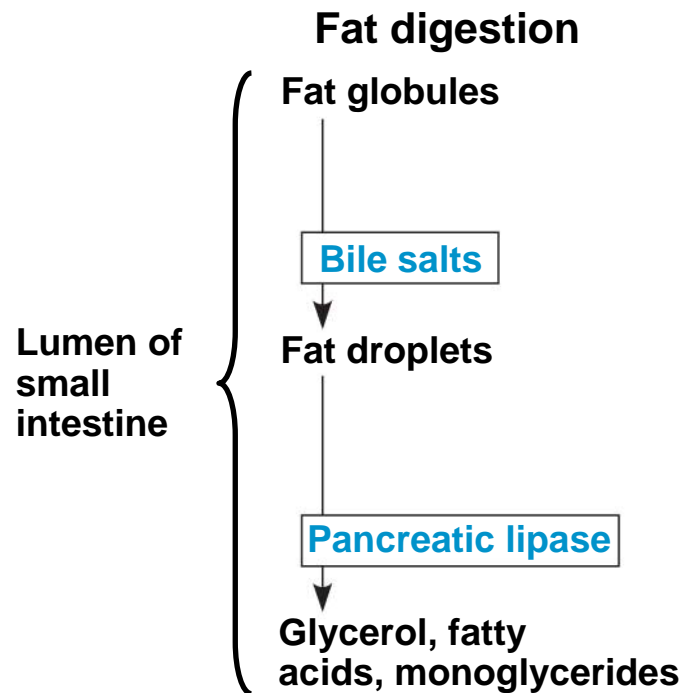 Fat digestion
Fat globules
Bile salts
Fat droplets
Lumen of
small
intestine
Pancreatic lipase
Glycerol, fatty
acids, monoglycerides